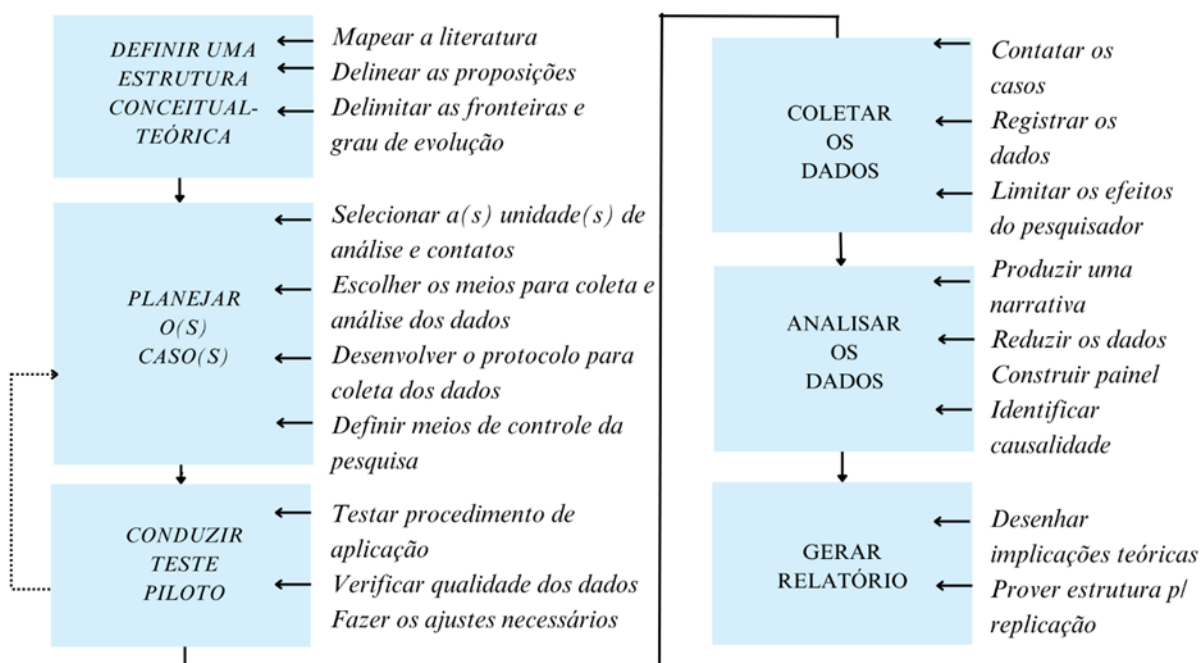 DEFINIR UMA
ESTRUTURA
CONCEITUAL-
TEÓRICA
Mapear a literatura
Delinear as proposições
Delimitar as fronteiras e
grau de evolução
PLANEJAR
O(S)
CASO(S)
Selecionar a(s) unidade(s) de
análise e contatos
Escolher os meios para coleta e
análise dos dados
Desenvolver o protocolo para
coleta dos dados
Definir meios de controle da
pesquisa
CONDUZIR
TESTE
PILOTO
Testar procedimento de
aplicação
Verificar qualidade dos dados
Fazer os ajustes necessários
COLETAR
OS
DADOS
Contatar os
casos
Registrar os
dados
Limitar os efeitos
do pesquisador
ANALISAR
OS
DADOS
Produzir uma
narrativa
Reduzir os dados
Construir painel
Identificar
causalidade
GERAR
RELATÓRIO
Desenhar
implicações teóricas
Prover estrutura p/
replicação